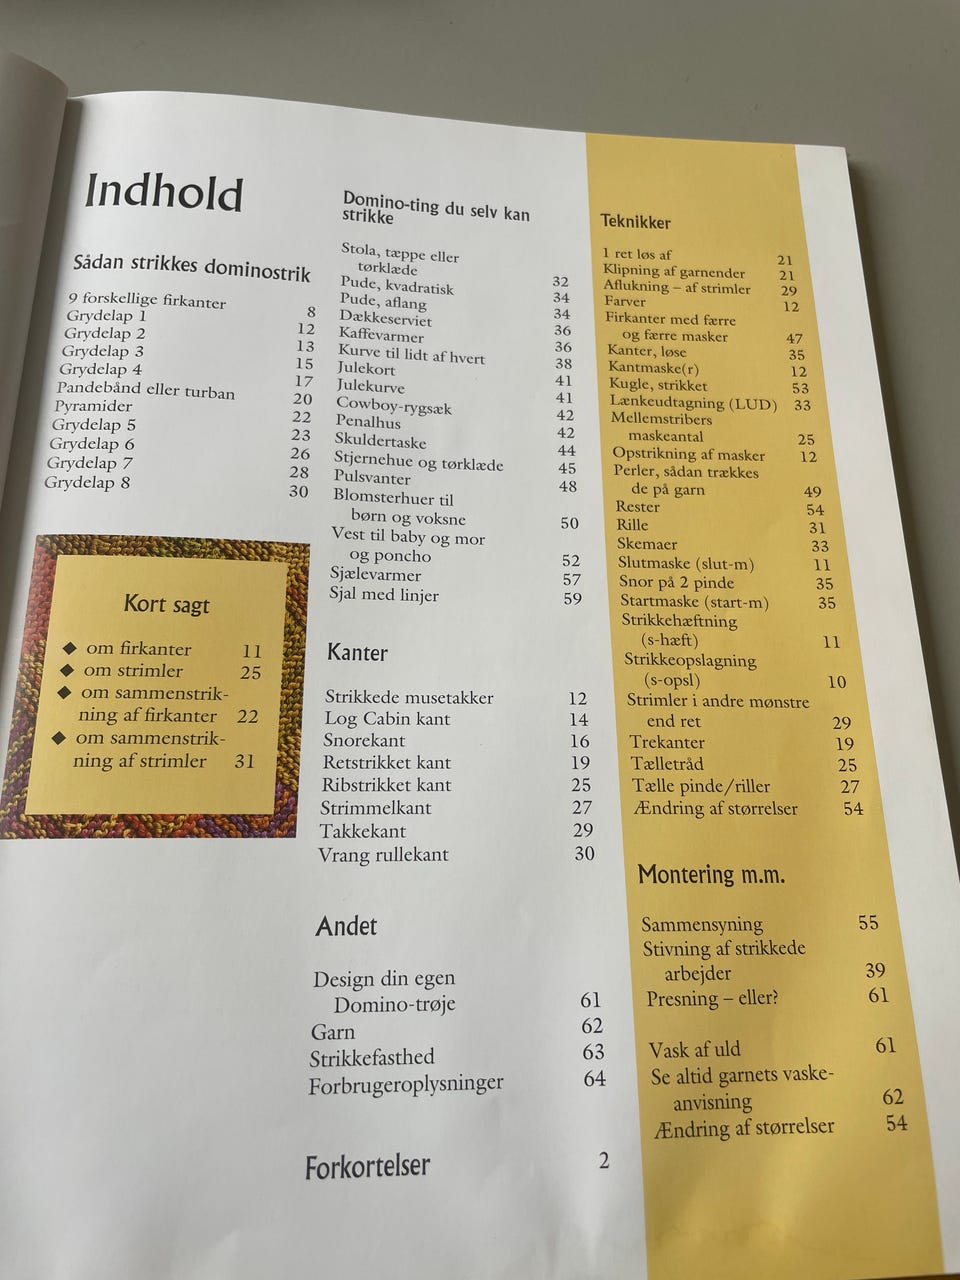 Indhold
Sådan strikkes dominostrik
9 forskellige firkanter 8
Grydelap 1 12
Grydelap 2 13
Grydelap 3 15
Grydelap 4 17
Pandebånd eller turban 20
Pyramider 22
Grydelap 5 23
Grydelap 6 26
Grydelap 7 28
Grydelap 8 30
Kort sagt
◆ om firkanter 11
◆ om strimler 25
◆ om sammenstrik-
ning af firkanter 22
◆ om sammenstrik-
ning af strimler 31
Domino-ting du selv kan
strikke
Stola, tæppe eller
tørklæde 32
Pude, kvadratisk 34
Pude, aflang 34
Dækkeserviet 36
Kaffevarmer 36
Kurve til lidt af hvert 38
Julekort 41
Julekurve 41
Cowboy-rygsæk 42
Penalhus 42
Skuldertaske 44
Stjernehue og tørklæde 45
Pulsvanter 48
Blomsterhuer til
børn og voksne 50
Vest til baby og mor
og poncho 52
Sjælevarmer 57
Sjal med linjer 59
Kanter
Strikkede musetakker 12
Log Cabin kant 14
Snorekant 16
Retstrikket kant 19
Ribstrikket kant 25
Strimmelkant 27
Takkekant 29
Vrang rullekant 30
Andet
Design din egen
Domino-trøje 61
Garn 62
Strikkefasthed 63
Forbrugeroplysninger 64
Forkortelser 2
Teknikker
1 ret løs af 21
Klipning af garnender 21
Aflukning – af strimler 29
Farver 12
Firkanter med færre
og færre masker 47
Kanter, løse 35
Kantmaske(r) 12
Kugle, strikket 53
Lænkeudtagning (LUD) 33
Mellemstribers
maskeantal 25
Opstrikning af masker 12
Perler, sådan trækkes
de på garn 49
Rester 54
Rille 31
Skemaer 33
Slutmaske (slut-m) 11
Snor på 2 pinde 35
Startmaske (start-m) 35
Strikkehæftning
(s-hæft) 11
Strikkeopslagning
(s-opsl) 10
Strimler i andre mønstre
end ret 29
Trekanter 19
Tælletråd 25
Tælle pinde/riller 27
Ændring af størrelser 54
Montering m.m.
Sammensyning 55
Stivning af strikkede
arbejder 39
Presning – eller? 61
Vask af uld 61
Se altid garnets vaske-
anvisning 62
Ændring af størrelser 54